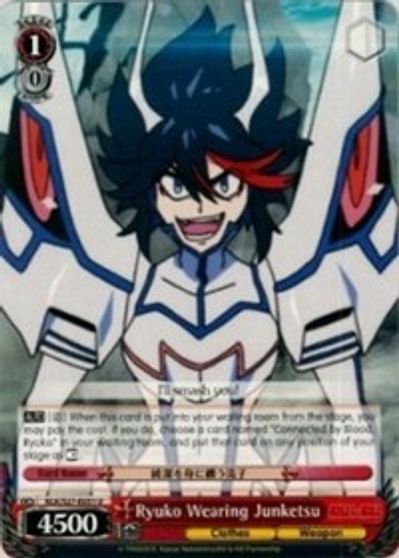 1
0
I'll smash you!
When this card is put into your waiting room from the stage, you
may pay the cost. If you do, choose a card named "Connected by Blood,
Ryuko" in your waiting room, and put that card on any position of your
stage as
純潔を身に纏う流子
4500
Ryuko Wearing Junketsu
Clothes Weapon